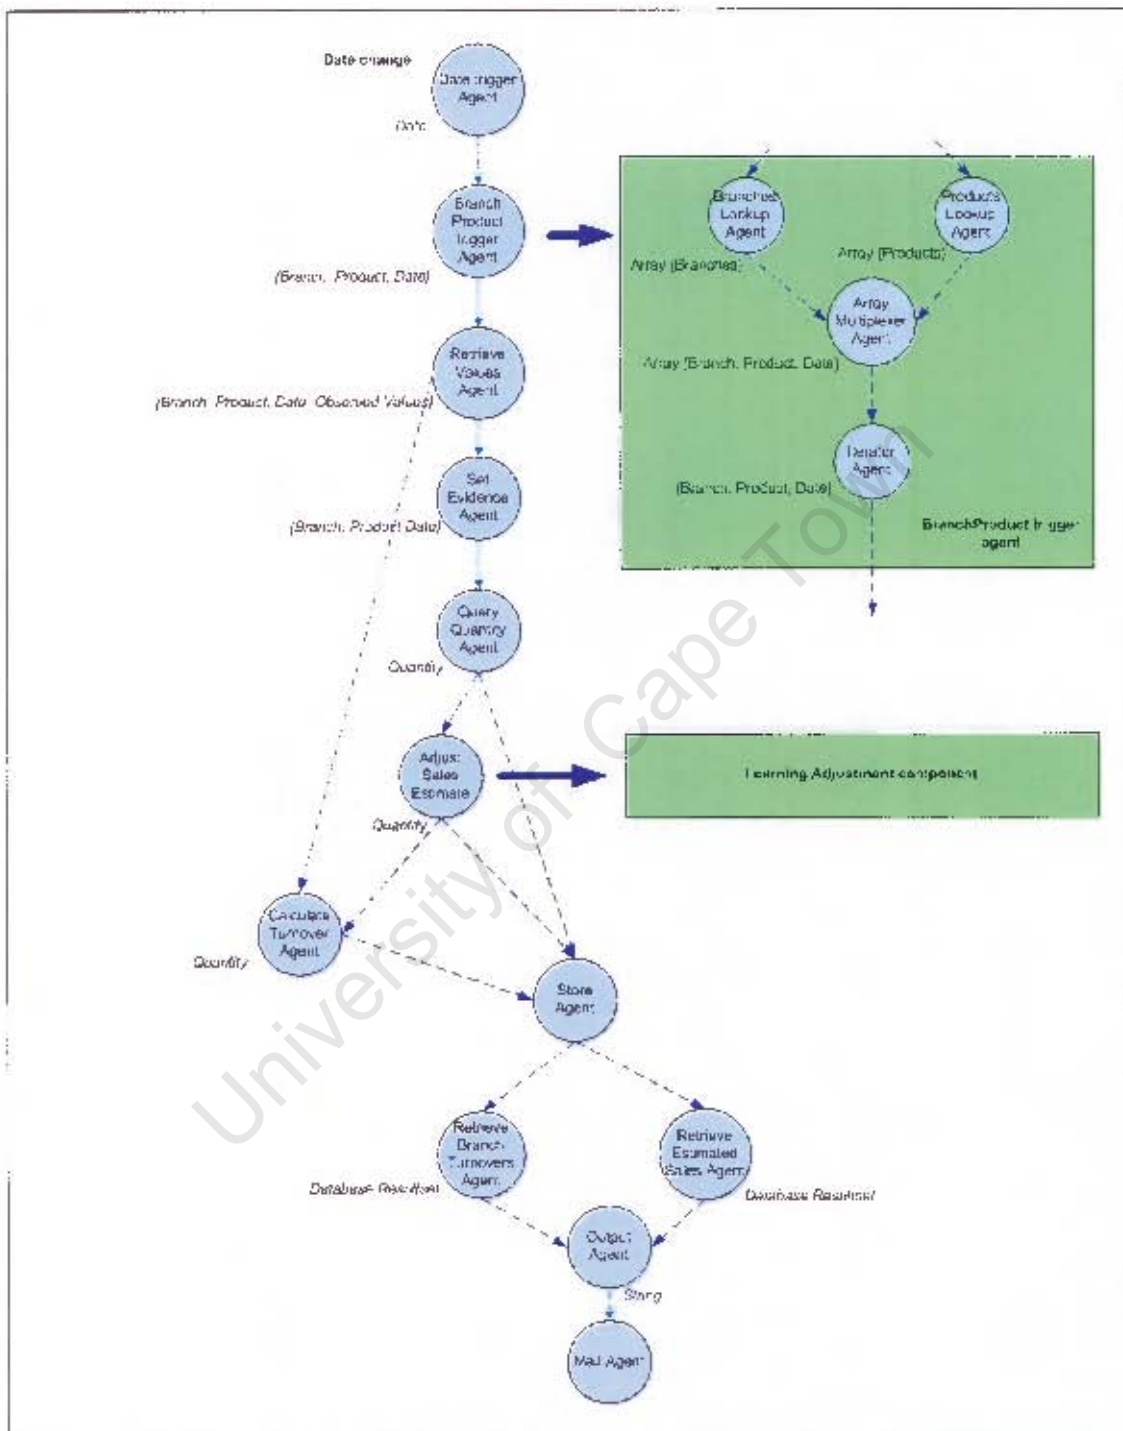 Date change
Date trigger
Agent
Date
Branch
Product
trigger
Agent
(Branch, Product, Date)
Retrieve
Values
Agent
(Branch, Product, Date, Observed Values)
Set
Evidence
Agent
(Branch, Product Date)
Query
Quantity
Agent
Quantity
Adjust
Sales
Estimate
Quantity
Calculate
Turnover
Agent
Quantity
Store
Agent
Retrieve
Branch
Turnovers
Agent
Database Resultset
Retrieve
Estimated
Sales Agent
Database Resultset
Output
Agent
String
Mail Agent
Branches
Lookup
Agent
Array (Branches)
Products
Lookup
Agent
Array (Products)
Array
Multiplexer
Agent
Array (Branch, Product, Date)
Iterator
Agent
(Branch, Product, Date)
BranchProduct trigger
agent
Learning Adjustment component
University of Cape Town